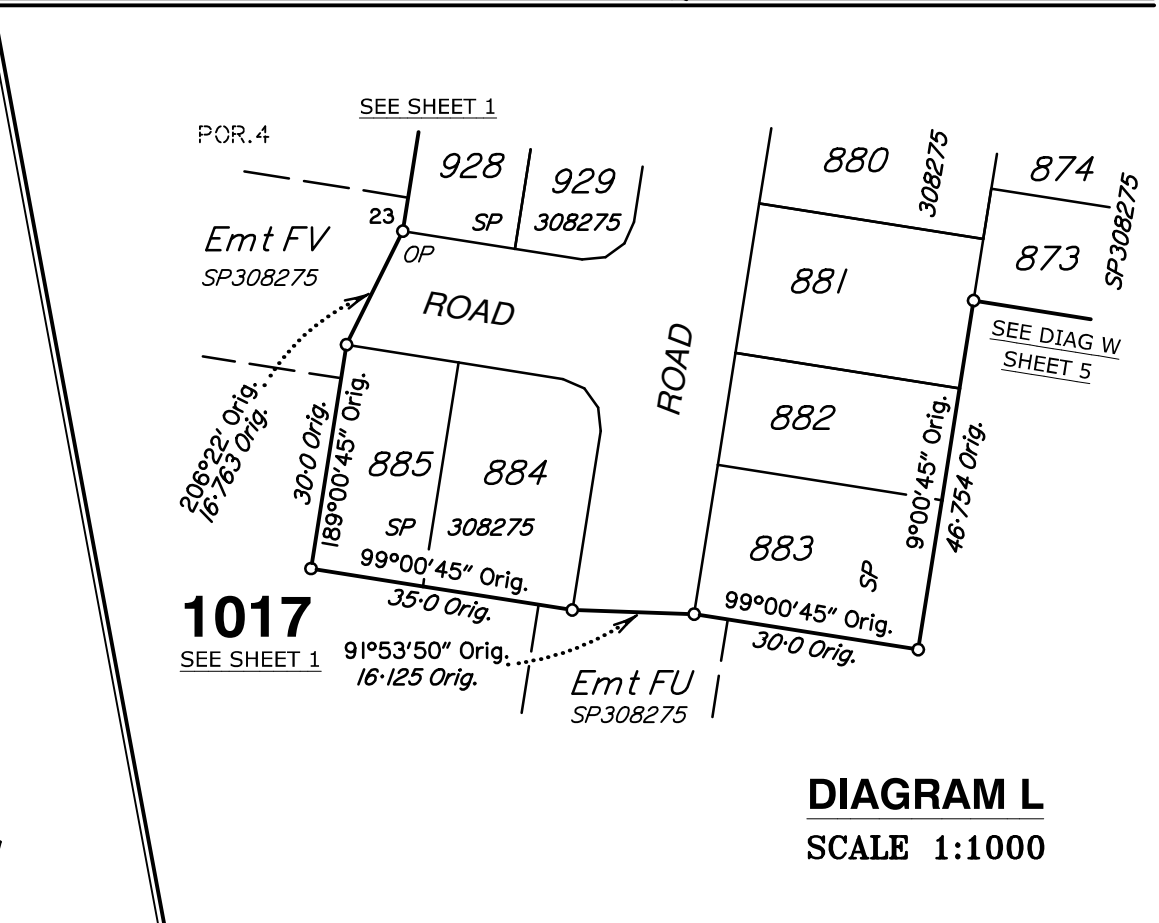 SEE SHEET 1
POR.4
928
929
880
308275
874
SP308275
23
SP
308275
Emt FV
SP308275
OP
873
881
ROAD
ROAD
SEE DIAG W
SHEET 5
206°22' Orig.
16·763 Orig.
30·0 Orig.
189°00'45" Orig.
885
884
882
9°00'45" Orig.
46·754 Orig.
SP
308275
883
SP
99°00'45" Orig.
35·0 Orig.
99°00'45" Orig.
30·0 Orig.
1017
SEE SHEET 1
91°53'50" Orig.
16·125 Orig.
Emt FU
SP308275
DIAGRAM L
SCALE 1:1000